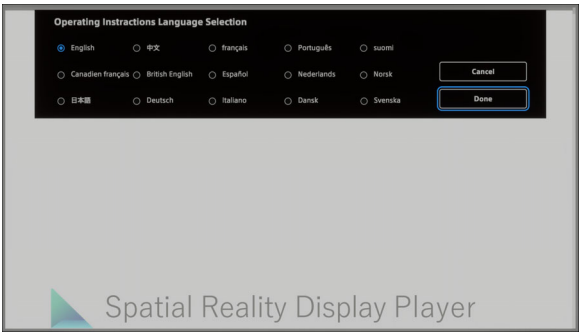 Operating Instractions Language Selection
English 中文 français Português suomi
Canadien français British English Español Nederlands Norsk Cancel
日本語 Deutsch Italiano Dansk Svenska Done
Spatial Reality Display Player